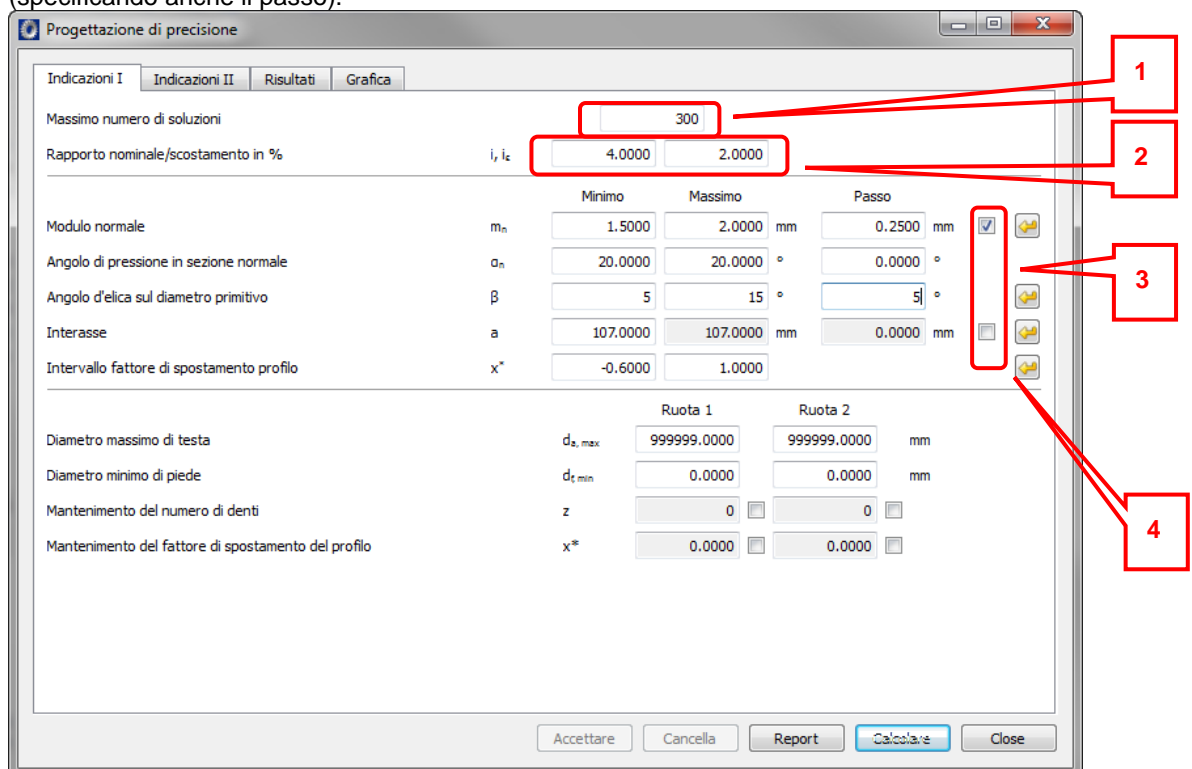 (specificando anche il passo).
Progettazione di precisione
1
Indicazioni I Indicazioni II Risultati Grafica
Massimo numero di soluzioni 300
Rapporto nominale/scostamento in % i, iε 4.0000 2.0000
2
Minimo Massimo Passo
Modulo normale mn 1.5000 2.0000 mm 0.2500 mm
Angolo di pressione in sezione normale αn 20.0000 20.0000 ° 0.0000 °
3
Angolo d'elica sul diametro primitivo β 5 15 ° 5 °
Interasse a 107.0000 107.0000 mm 0.0000 mm
Intervallo fattore di spostamento profilo x* -0.6000 1.0000
Ruota 1 Ruota 2
Diametro massimo di testa da, max 999999.0000 999999.0000 mm
Diametro minimo di piede df, min 0.0000 0.0000 mm
Mantenimento del numero di denti z 0 0
4
Mantenimento del fattore di spostamento del profilo x* 0.0000 0.0000
Accettare Cancella Report Calcolare Close